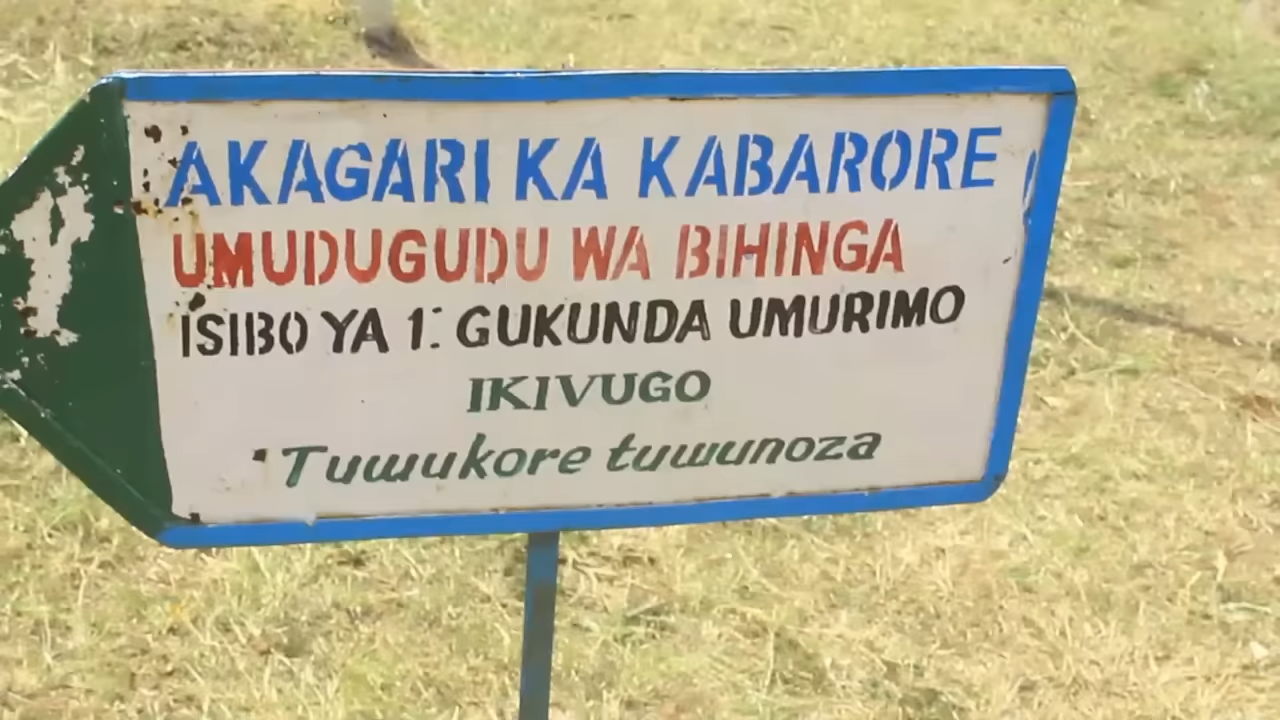 AKAGARI KA KABARORE
UMUDUGUDU WA BIHINGA
ISIBO YA 1: GUKUNDA UMURIMO
IKIVUGO
"Tuwukore tuwunoza